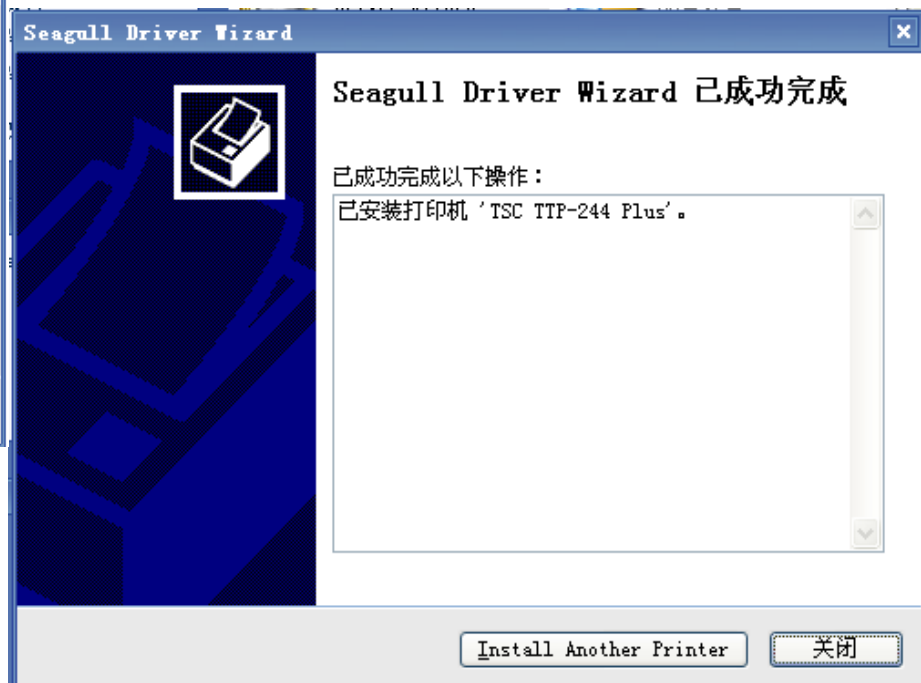 Seagull Driver Wizard
Seagull Driver Wizard 已成功完成
已成功完成以下操作：
已安装打印机 'TSC TTP-244 Plus'。
Install Another Printer
关闭